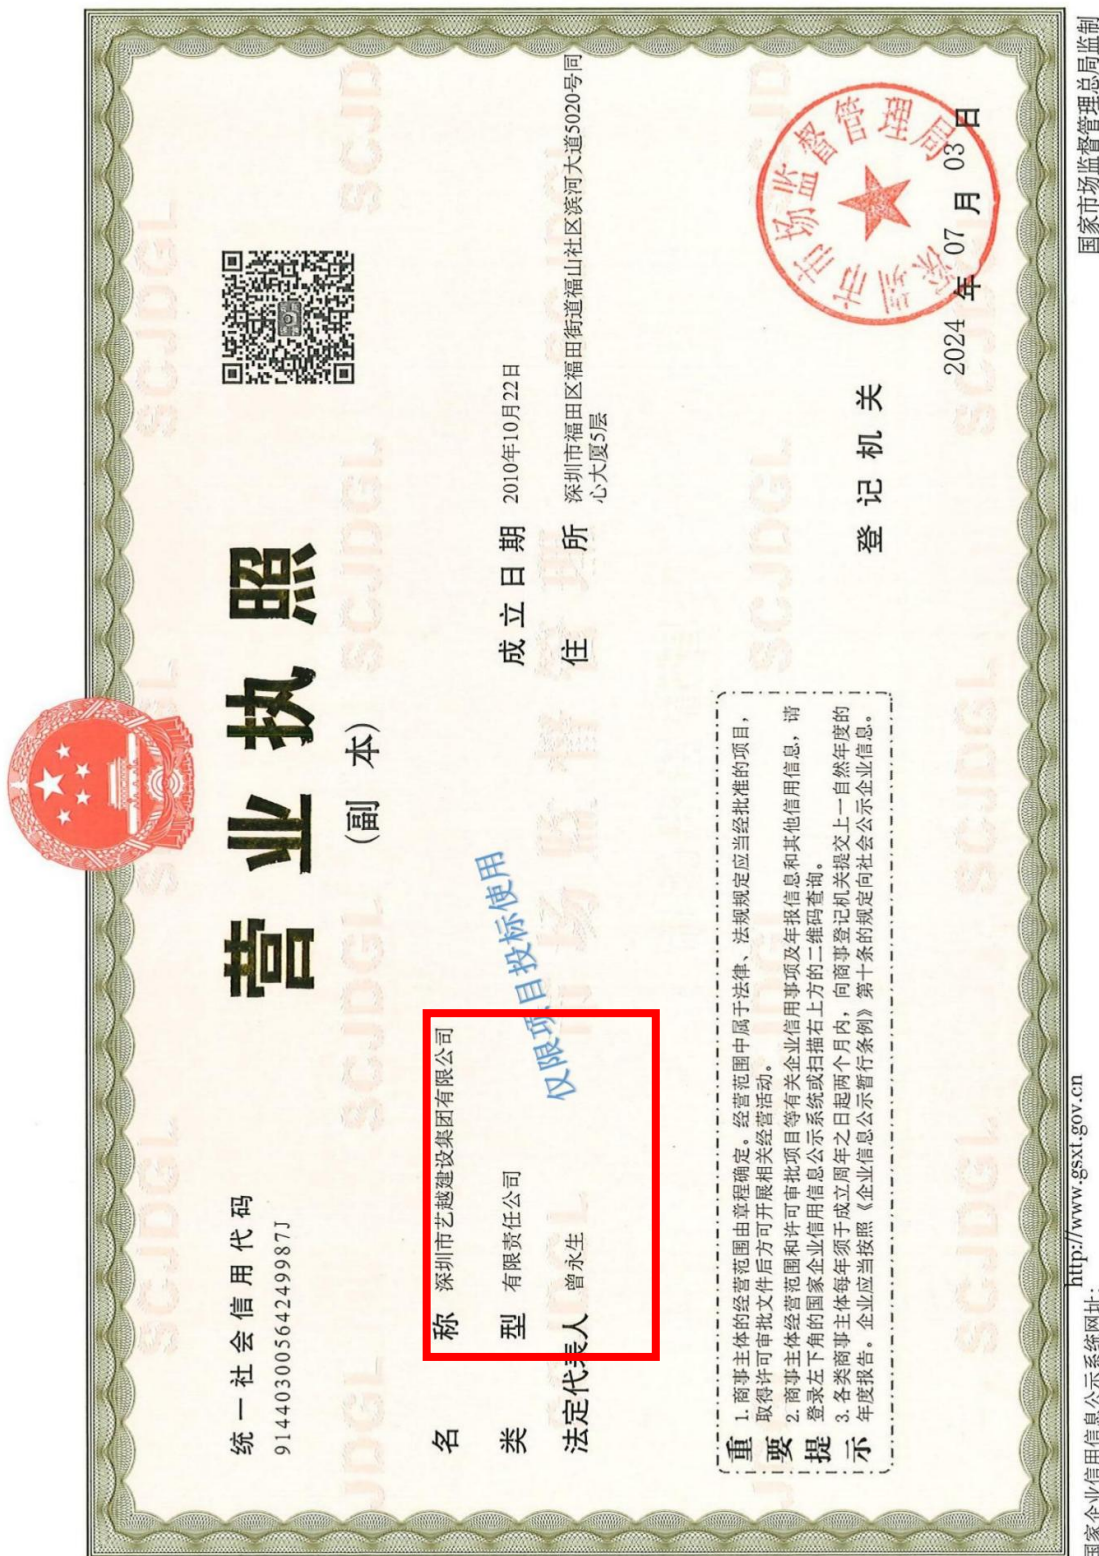 营业执照
(副 本)
统一社会信用代码
91440300564249987J
名 称 深圳市艺越建设集团有限公司
类 型 有限责任公司
法定代表人 曾永生
成立日期 2010年10月22日
住 所 深圳市福田区福田街道福山社区滨河大道5020号同
心大厦5层
仅限项目投标使用
重要提示
1. 商事主体的经营范围由章程确定。经营范围中属于法律、法规规定应当经批准的项目,
取得许可审批文件后方可开展相关经营活动。
2. 商事主体经营范围和许可审批项目等有关企业信用事项及年报信息和其他信用信息,请
登录左下角的国家企业信用信息公示系统或扫描右上方的二维码查询。
3. 各类商事主体每年须于成立周年之日起两个月内,向商事登记机关提交上一自然年度的
年度报告。企业应当按照《企业信息公示暂行条例》第十条的规定向社会公示企业信息。
登记机关
深圳市市场监督管理局
2024 年 07 月 03 日
国家企业信用信息公示系统网址:
http://www.gsxt.gov.cn
国家市场监督管理总局监制